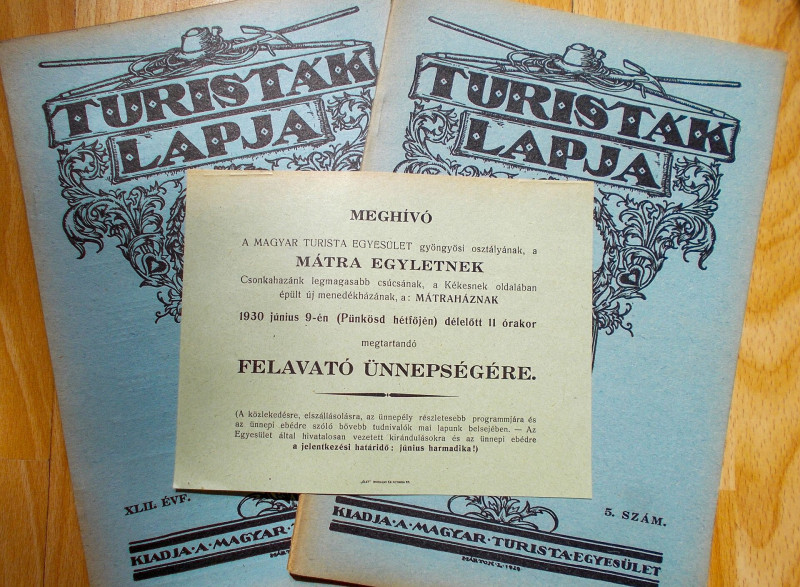 TURISTÁK
LAPJA
XLII. ÉVF.
KIADJA·A·MAGYAR·
TURISTÁK
LAPJA
5. SZÁM.
KIADJA·A·MAGYAR·TURISTA·EGYESÜLET
MEGHÍVÓ
A MAGYAR TURISTA EGYESÜLET gyöngyösi osztályának, a
MÁTRA EGYLETNEK
Csonkaházánk legmagasabb csúcsának, a Kékesnek oldalában
épült új menedékházának, a: MÁTRAHÁZNAK
1930 június 9-én (Pünkösd hétfőjén) délelőtt 11 órakor
megtartandó
FELAVATÓ ÜNNEPSÉGÉRE.
(A közlekedésre, elszállásolásra, az ünnepély részletesebb programmjára és
az ünnepi ebédre szóló bővebb tudnivalók mai lapunk belsejében. — Az
Egyesület által hivatalosan vezetett kirándulásokra és az ünnepi ebédre
a jelentkezési határidő: június harmadika!)